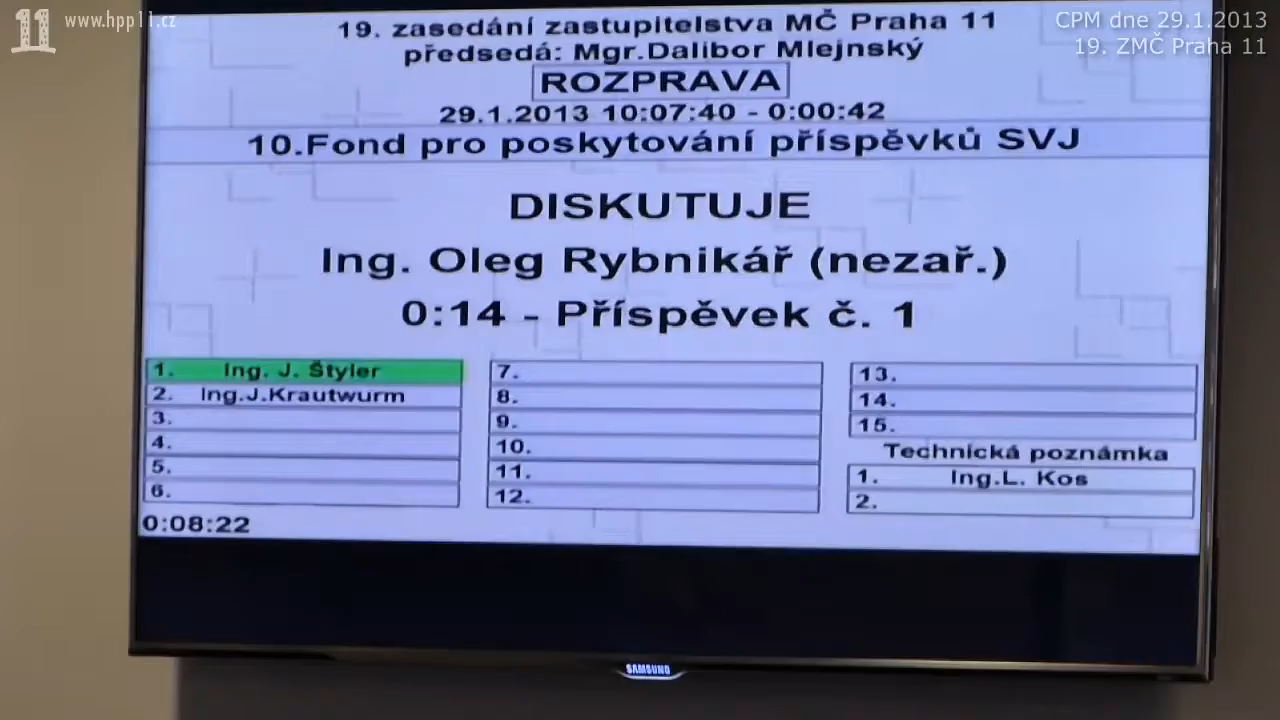 11 www.hpp11.cz
CPM dne 29.1.2013
19. ZMČ Praha 11
19. zasedání zastupitelstva MČ Praha 11
předsedá: Mgr.Dalibor Mlejnský
ROZPRAVA
29.1.2013 10:07:40 - 0:00:42
10.Fond pro poskytování příspěvků SVJ
DISKUTUJE
Ing. Oleg Rybnikář (nezař.)
0:14 - Příspěvek č. 1
1. Ing. J. Štyler
2. Ing.J.Krautwurm
3.
4.
5.
6.
7.
8.
9.
10.
11.
12.
13.
14.
15.
Technická poznámka
1. Ing.L. Kos
2.
0:08:22
SAMSUNG